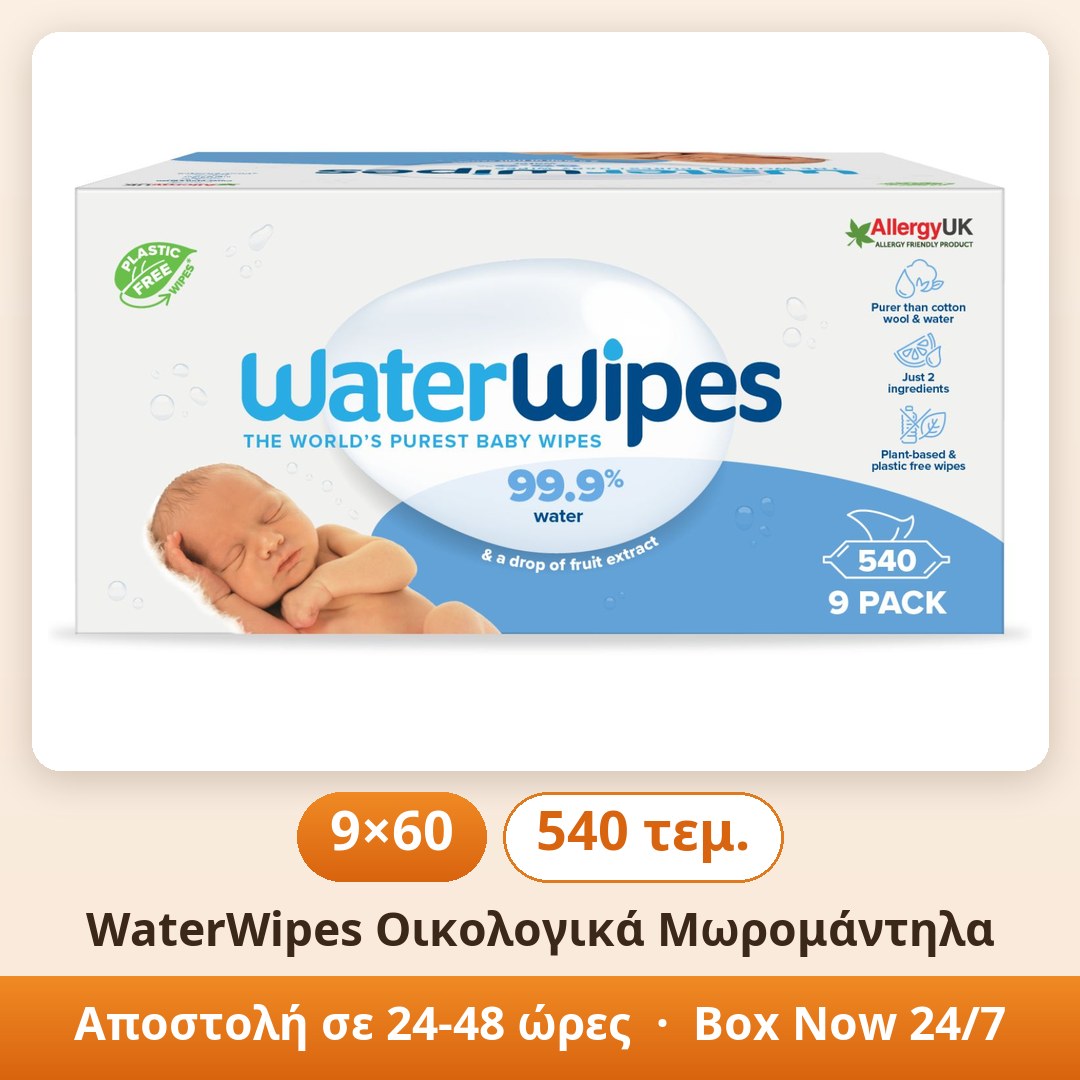 WaterWipes
AllergyUK
PLASTIC
FREE
WIPES
AllergyUK
ALLERGY FRIENDLY PRODUCT
Purer than cotton
wool & water
Just 2
ingredients
Plant-based &
plastic free wipes
WaterWipes
THE WORLD'S PUREST BABY WIPES
99.9%
water
& a drop of fruit extract
540
9 PACK
9×60
540 τεμ.
WaterWipes Οικολογικά Μωρομάντηλα
Αποστολή σε 24-48 ώρες · Box Now 24/7